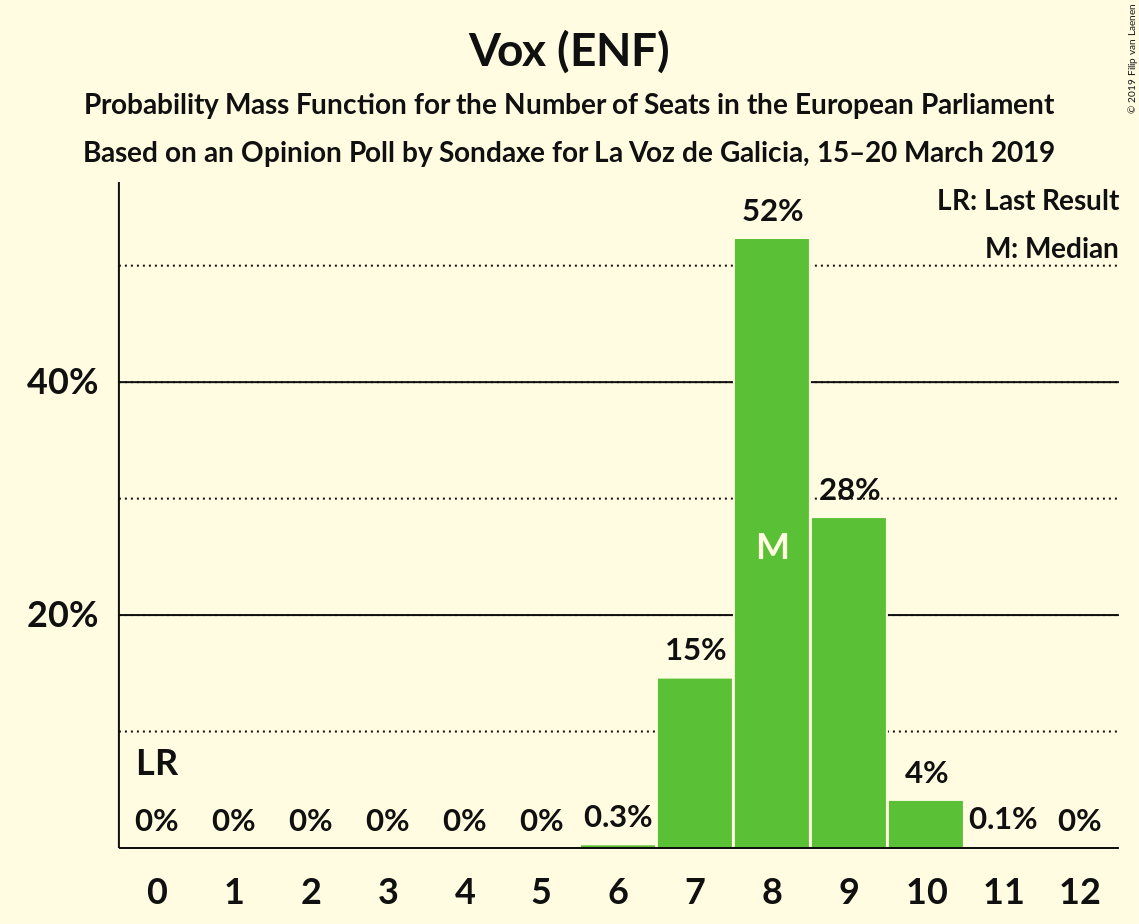 © 2019 Filip van Laenen
Vox (ENF)
Probability Mass Function for the Number of Seats in the European Parliament
Based on an Opinion Poll by Sondaxe for La Voz de Galicia, 15–20 March 2019
LR: Last Result
M: Median
52%
40%
28%
M
20%
15%
LR
4%
0% 0% 0% 0% 0% 0% 0.3% 0.1% 0%
0 1 2 3 4 5 6 7 8 9 10 11 12